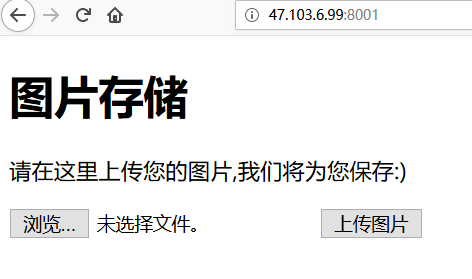 47.103.6.99:8001
图片存储
请在这里上传您的图片,我们将为您保存:)
浏览... 未选择文件。 上传图片